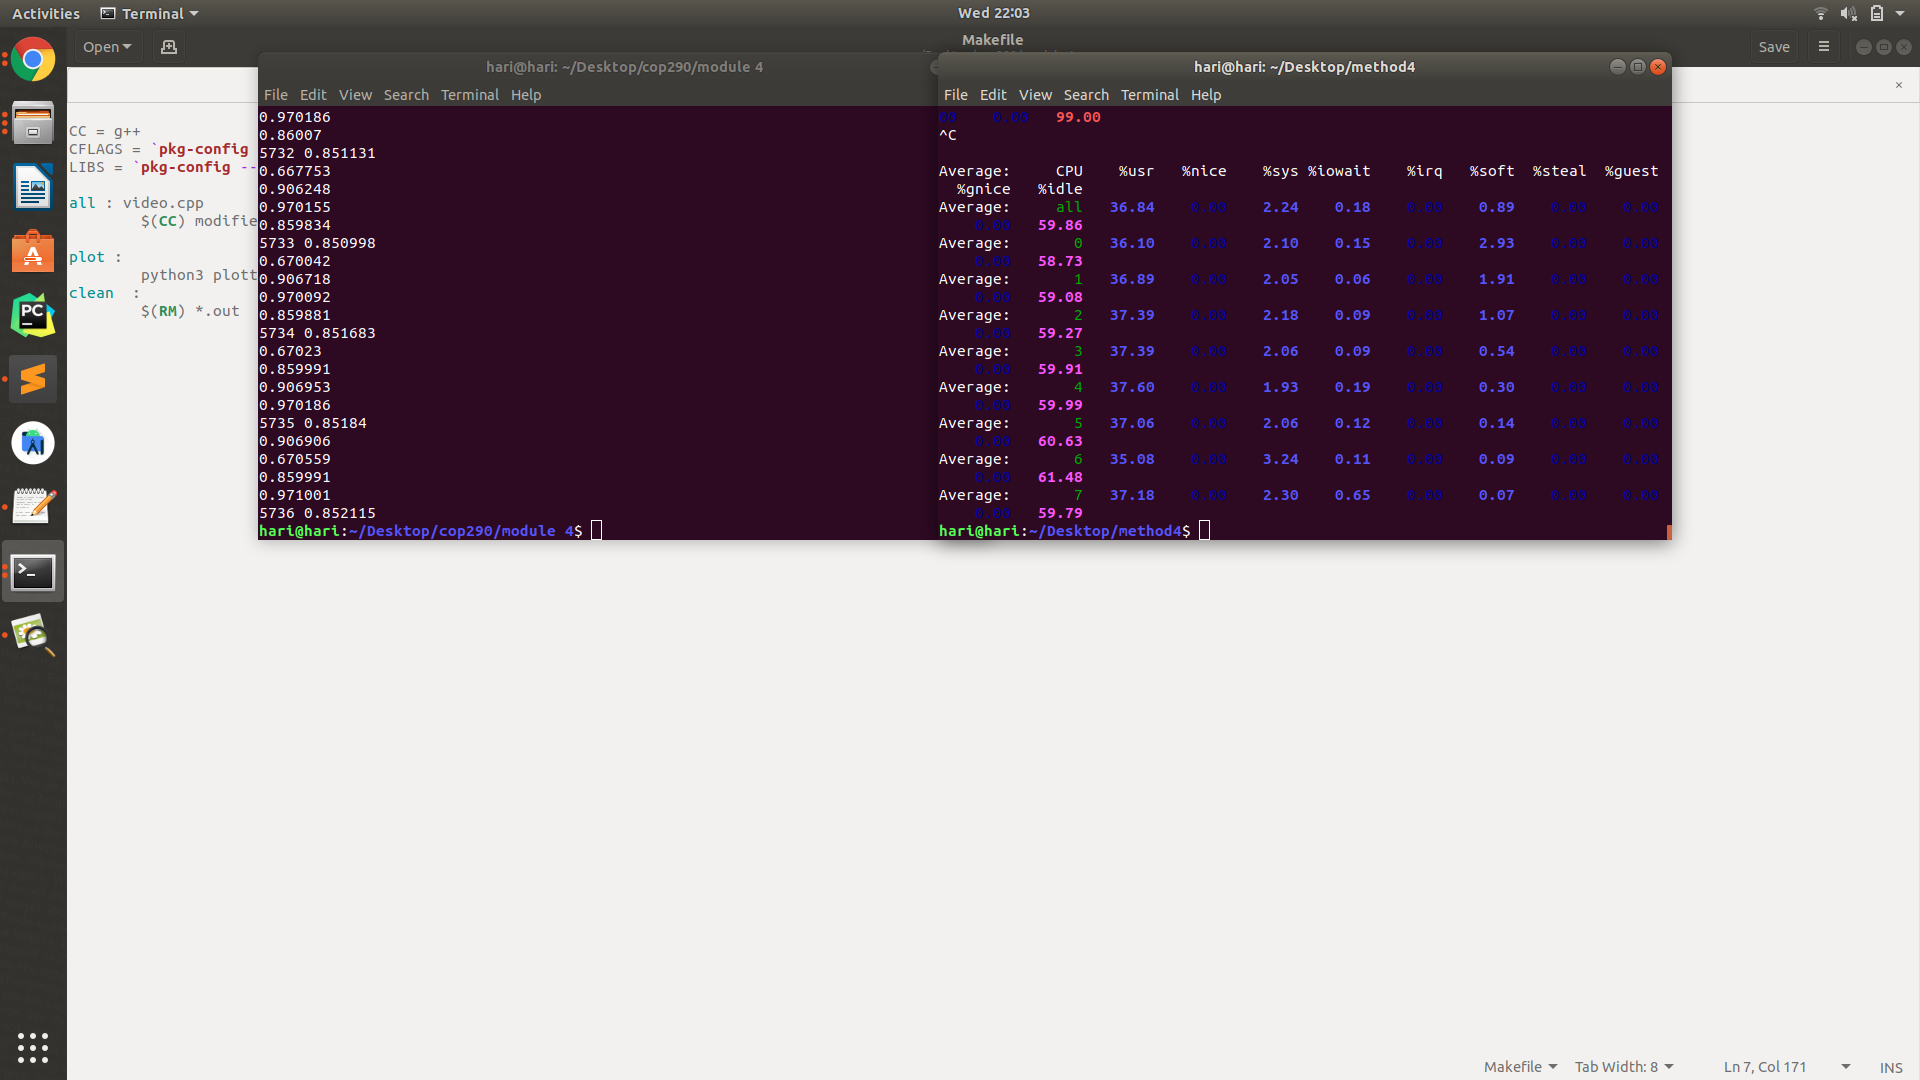 Activities Terminal Wed 22:03
Open Makefile Save
CC = g++
CFLAGS = `pkg-config
LIBS = `pkg-config --
all : video.cpp
$(CC) modifie
plot :
python3 plott
clean :
$(RM) *.out
hari@hari: ~/Desktop/cop290/module 4
File Edit View Search Terminal Help
0.970186
0.86007
5732 0.851131
0.667753
0.906248
0.970155
0.859834
5733 0.850998
0.670042
0.906718
0.970092
0.859881
5734 0.851683
0.67023
0.859991
0.906953
0.970186
5735 0.85184
0.906906
0.670559
0.859991
0.971001
5736 0.852115
hari@hari:~/Desktop/cop290/module 4$
hari@hari: ~/Desktop/method4
File Edit View Search Terminal Help
00 0.00 99.00
^C
Average: CPU %usr %nice %sys %iowait %irq %soft %steal %guest
%gnice %idle
Average: all 36.84 0.00 2.24 0.18 0.00 0.89 0.00 0.00
0.00 59.86
Average: 0 36.10 0.00 2.10 0.15 0.00 2.93 0.00 0.00
0.00 58.73
Average: 1 36.89 0.00 2.05 0.06 0.00 1.91 0.00 0.00
0.00 59.08
Average: 2 37.39 0.00 2.18 0.09 0.00 1.07 0.00 0.00
0.00 59.27
Average: 3 37.39 0.00 2.06 0.09 0.00 0.54 0.00 0.00
0.00 59.91
Average: 4 37.60 0.00 1.93 0.19 0.00 0.30 0.00 0.00
0.00 59.99
Average: 5 37.06 0.00 2.06 0.12 0.00 0.14 0.00 0.00
0.00 60.63
Average: 6 35.08 0.00 3.24 0.11 0.00 0.09 0.00 0.00
0.00 61.48
Average: 7 37.18 0.00 2.30 0.65 0.00 0.07 0.00 0.00
0.00 59.79
hari@hari:~/Desktop/method4$
Makefile Tab Width: 8 Ln 7, Col 171 INS